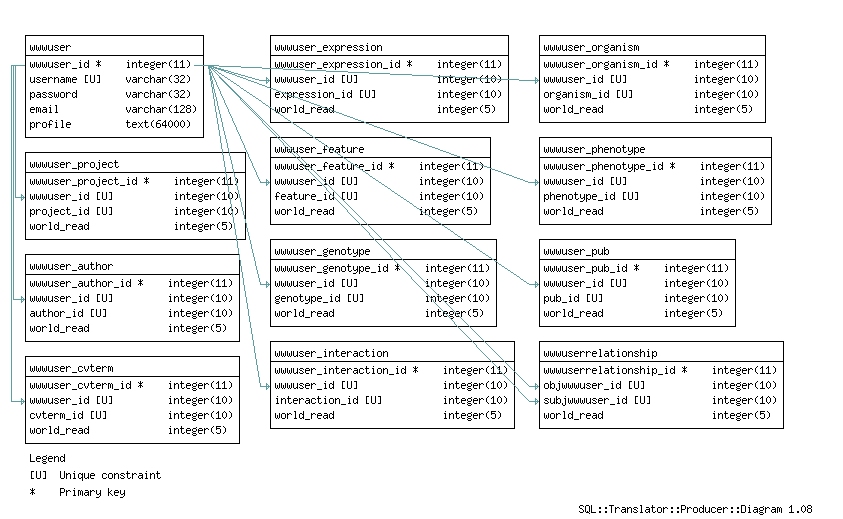 wwwuser
wwwuser_id * integer(11)
username [U] varchar(32)
password varchar(32)
email varchar(128)
profile text(64000)
wwwuser_project
wwwuser_project_id * integer(11)
wwwuser_id [U] integer(10)
project_id [U] integer(10)
world_read integer(5)
wwwuser_author
wwwuser_author_id * integer(11)
wwwuser_id [U] integer(10)
author_id [U] integer(10)
world_read integer(5)
wwwuser_cvterm
wwwuser_cvterm_id * integer(11)
wwwuser_id [U] integer(10)
cvterm_id [U] integer(10)
world_read integer(5)
wwwuser_expression
wwwuser_expression_id * integer(11)
wwwuser_id [U] integer(10)
expression_id [U] integer(10)
world_read integer(5)
wwwuser_feature
wwwuser_feature_id * integer(11)
wwwuser_id [U] integer(10)
feature_id [U] integer(10)
world_read integer(5)
wwwuser_genotype
wwwuser_genotype_id * integer(11)
wwwuser_id [U] integer(10)
genotype_id [U] integer(10)
world_read integer(5)
wwwuser_interaction
wwwuser_interaction_id * integer(11)
wwwuser_id [U] integer(10)
interaction_id [U] integer(10)
world_read integer(5)
wwwuser_organism
wwwuser_organism_id * integer(11)
wwwuser_id [U] integer(10)
organism_id [U] integer(10)
world_read integer(5)
wwwuser_phenotype
wwwuser_phenotype_id * integer(11)
wwwuser_id [U] integer(10)
phenotype_id [U] integer(10)
world_read integer(5)
wwwuser_pub
wwwuser_pub_id * integer(11)
wwwuser_id [U] integer(10)
pub_id [U] integer(10)
world_read integer(5)
wwwuserrelationship
wwwuserrelationship_id * integer(11)
objwwwuser_id [U] integer(10)
subjwwwuser_id [U] integer(10)
world_read integer(5)
Legend
[U] Unique constraint
* Primary key
SQL::Translator::Producer::Diagram 1.08